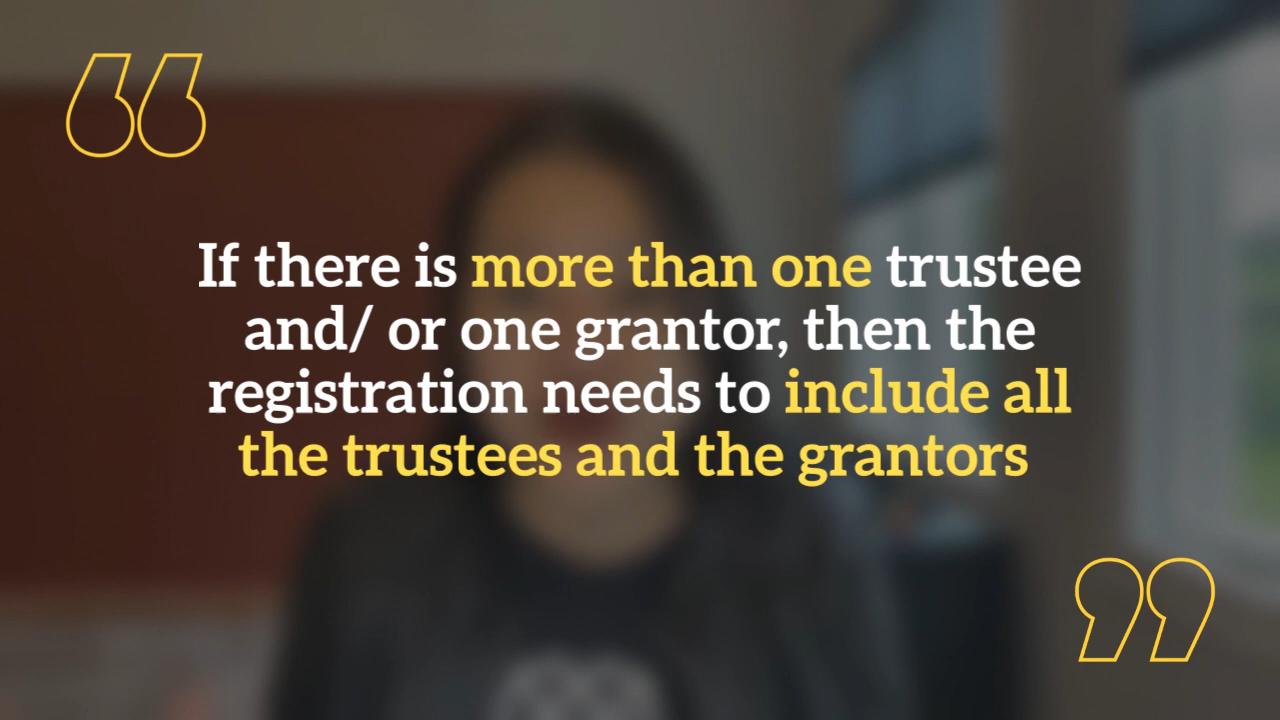 If there is more than one trustee
and/ or one grantor, then the
registration needs to include all
the trustees and the grantors